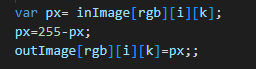 var px= inImage[rgb][i][k];
px=255-px;
outImage[rgb][i][k]=px;;